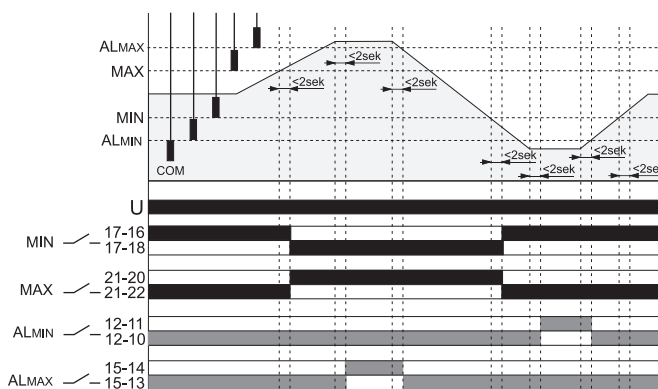 ALMAX
MAX
MIN
ALMIN
COM
<2sek
<2sek
<2sek
<2sek
<2sek
<2sek
<2se
U
MIN
17-16
17-18
MAX
21-20
21-22
ALMIN
12-11
12-10
ALMAX
15-14
15-13